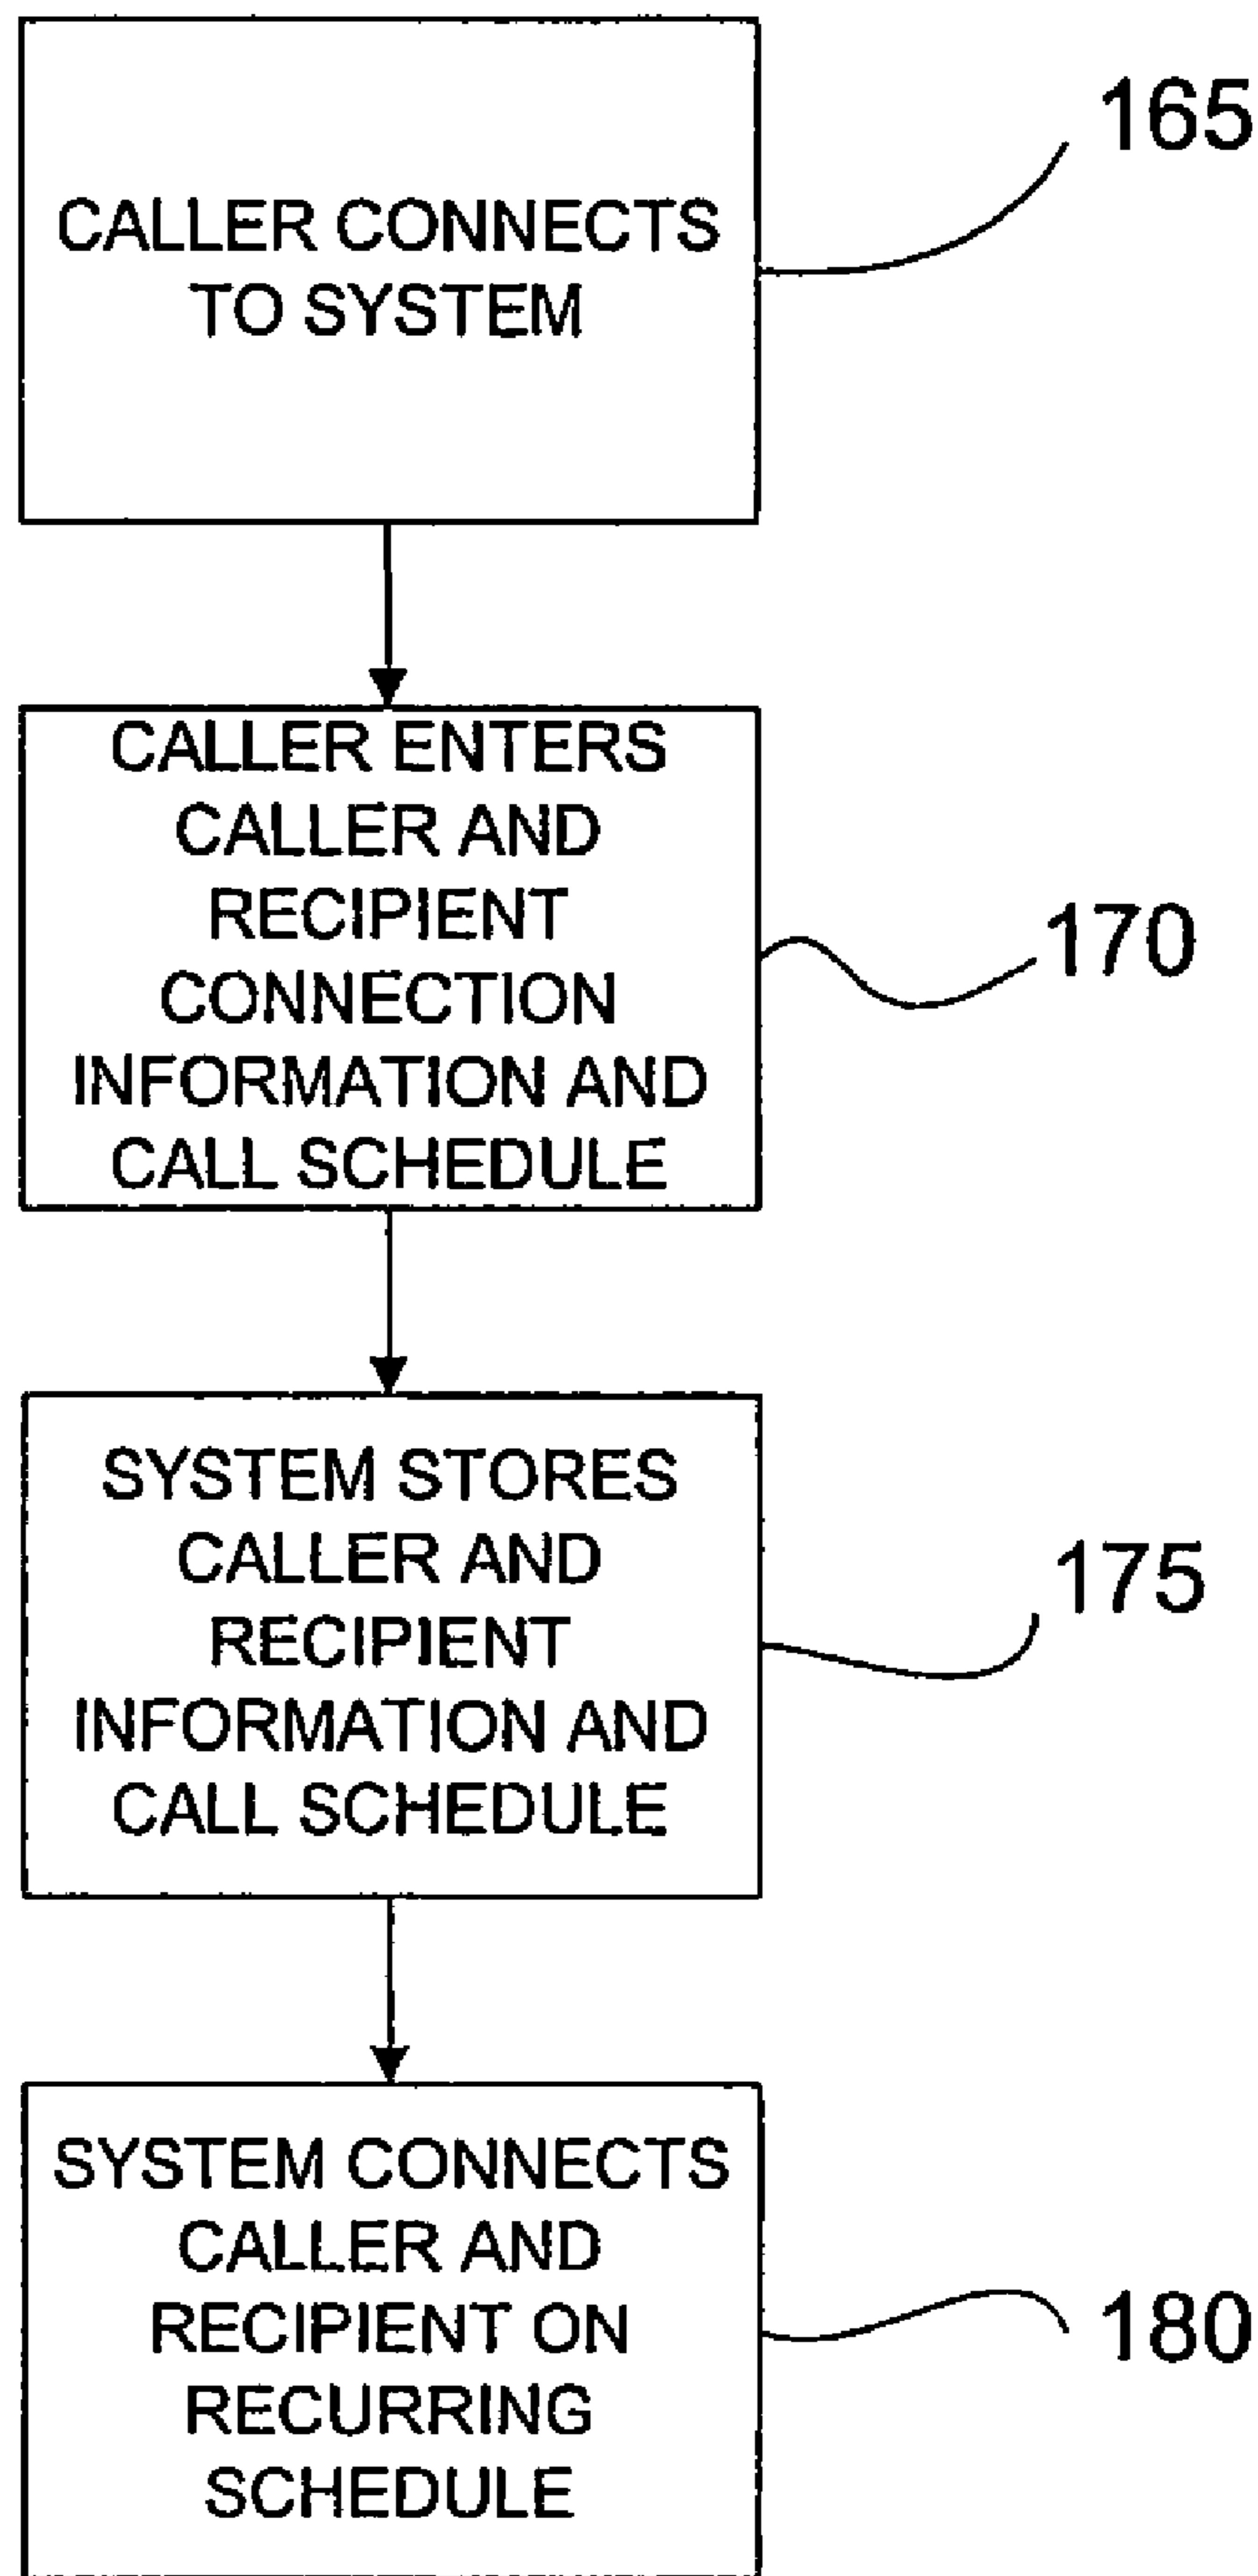 CALLER CONNECTS
TO SYSTEM
165
CALLER ENTERS
CALLER AND
RECIPIENT
CONNECTION
INFORMATION AND
CALL SCHEDULE
170
SYSTEM STORES
CALLER AND
RECIPIENT
INFORMATION AND
CALL SCHEDULE
175
SYSTEM CONNECTS
CALLER AND
RECIPIENT ON
RECURRING
SCHEDULE
180